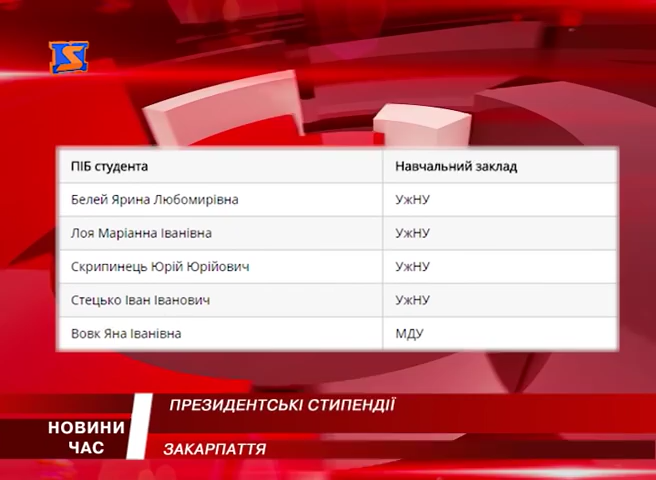 ПІБ студента Навчальний заклад
Белей Ярина Любомирівна УжНУ
Лоя Маріанна Іванівна УжНУ
Скрипинець Юрій Юрійович УжНУ
Стецько Іван Іванович УжНУ
Вовк Яна Іванівна МДУ
ПРЕЗИДЕНТСЬКІ СТИПЕНДІЇ
НОВИНИ
ЧАС
ЗАКАРПАТТЯ